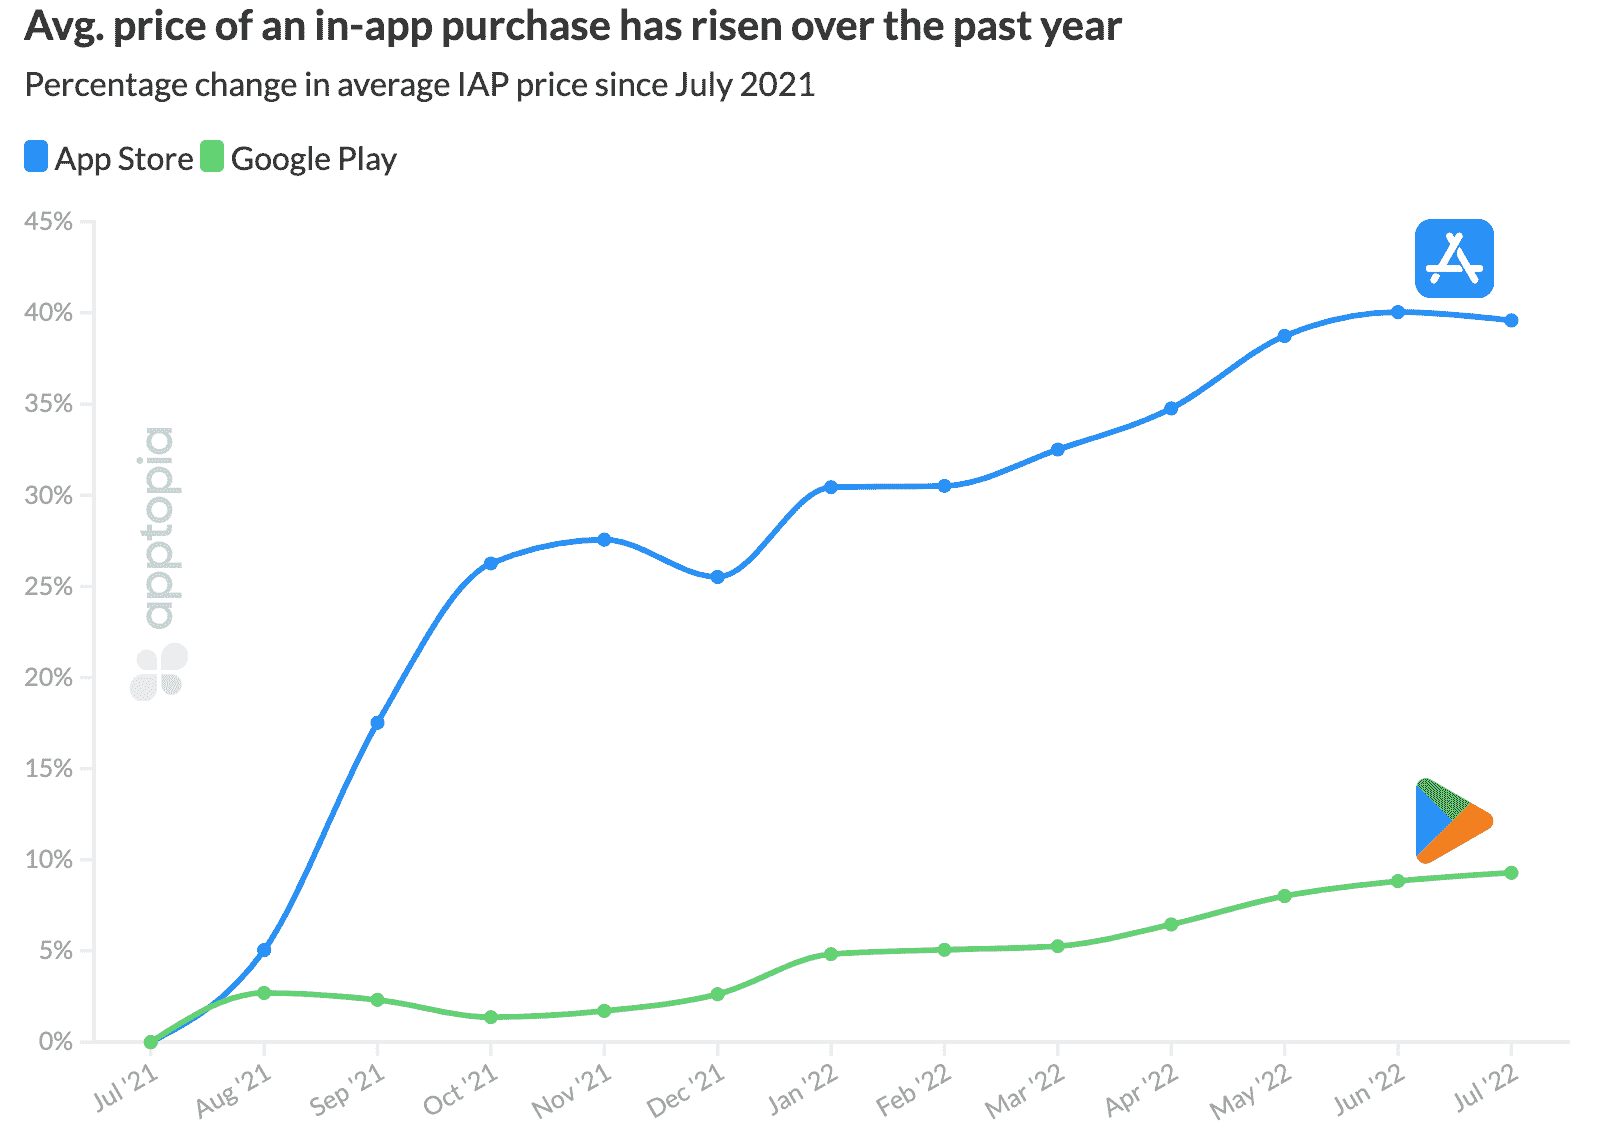 Avg. price of an in-app purchase has risen over the past year
Percentage change in average IAP price since July 2021
App Store Google Play
45%
40%
35%
30%
25%
20%
15%
10%
5%
0%
apptopia
Jul '21 Aug '21 Sep '21 Oct '21 Nov '21 Dec '21 Jan '22 Feb '22 Mar '22 Apr '22 May '22 Jun '22 Jul '22